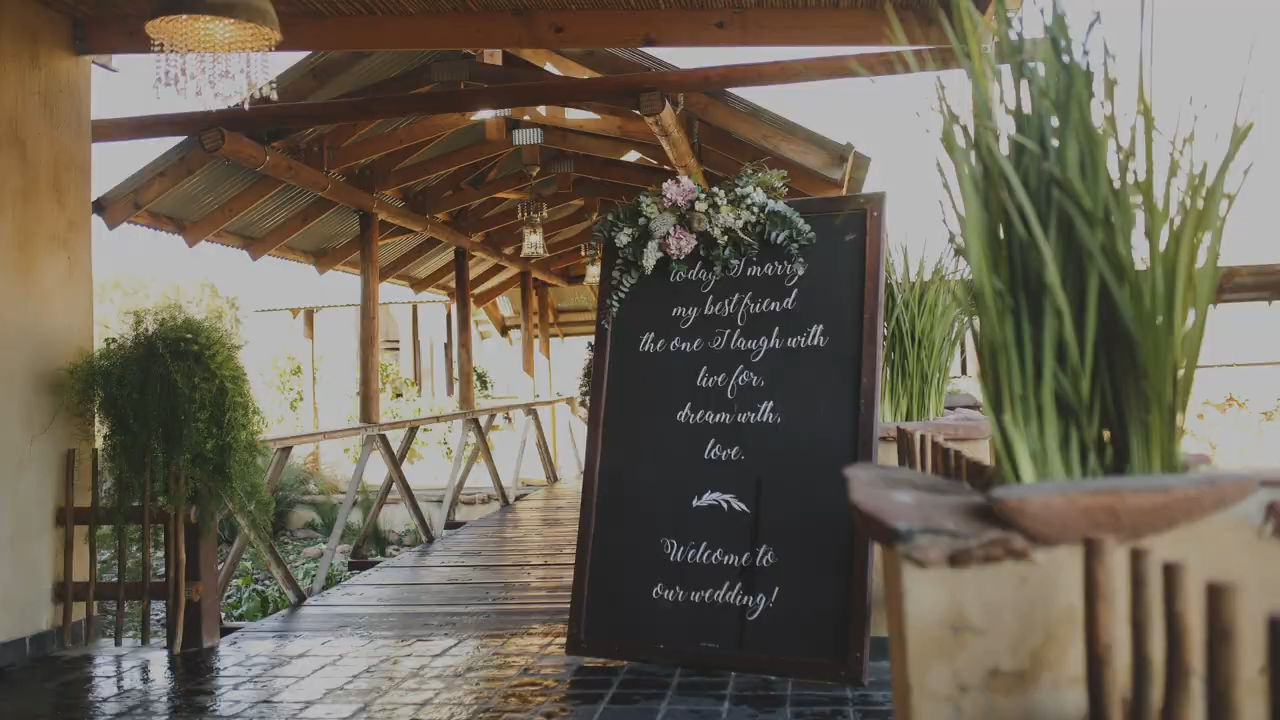 today I marry
my best friend
the one I laugh with
live for,
dream with,
love.
Welcome to
our wedding!